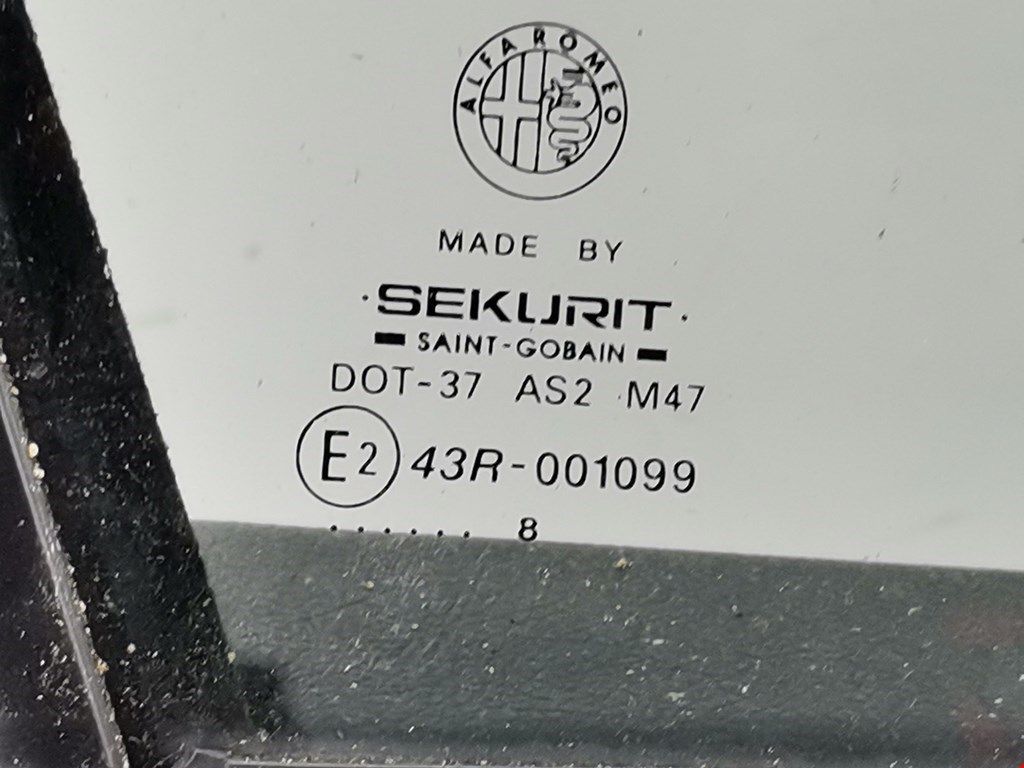 ALFA ROMEO
MADE BY
·SEKURIT·
SAINT-GOBAIN
DOT-37 AS2 M47
E2 43R-001099
...... 8